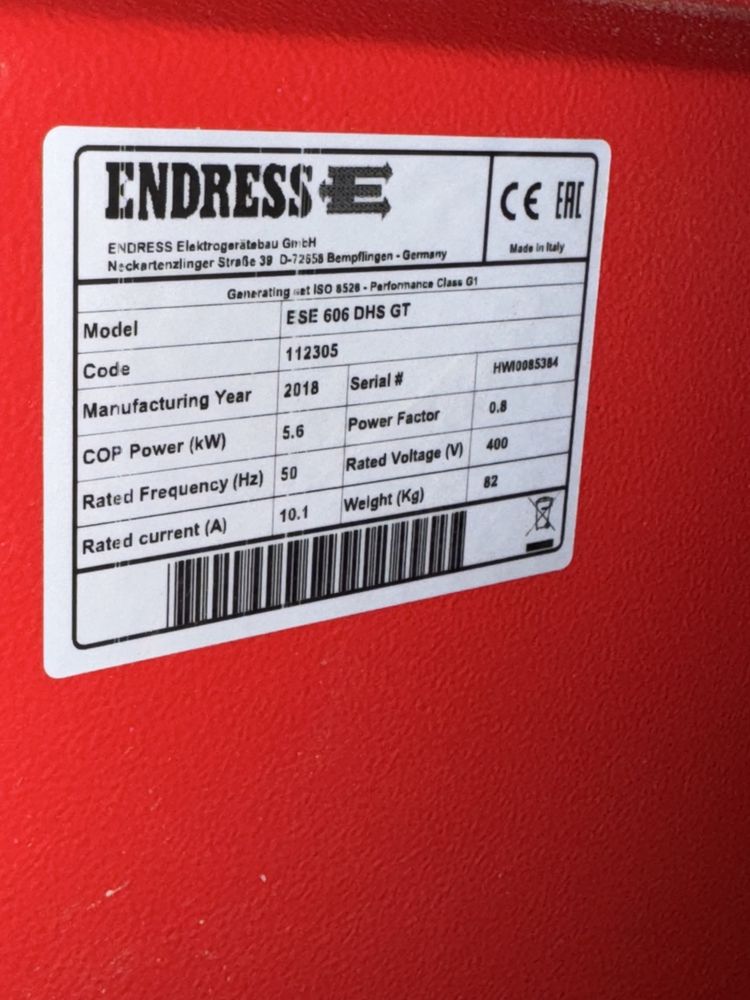 ENDRESS E
CE EAC
ENDRESS Elektrogerätebau GmbH
Neckartenzlinger Straße 39 D-72658 Bempflingen - Germany
Made in Italy
Generating set ISO 8528 - Performance Class G1
Model ESE 606 DHS GT
Code 112305
Manufacturing Year 2018 Serial # HWI0085384
COP Power (kW) 5.6 Power Factor 0.8
Rated Frequency (Hz) 50 Rated Voltage (V) 400
Rated current (A) 10.1 Weight (Kg) 82